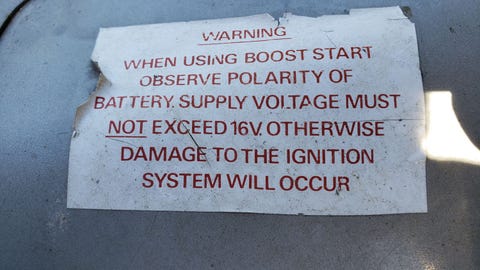 WARNING
WHEN USING BOOST START
OBSERVE POLARITY OF
BATTERY. SUPPLY VOLTAGE MUST
NOT EXCEED 16V. OTHERWISE
DAMAGE TO THE IGNITION
SYSTEM WILL OCCUR